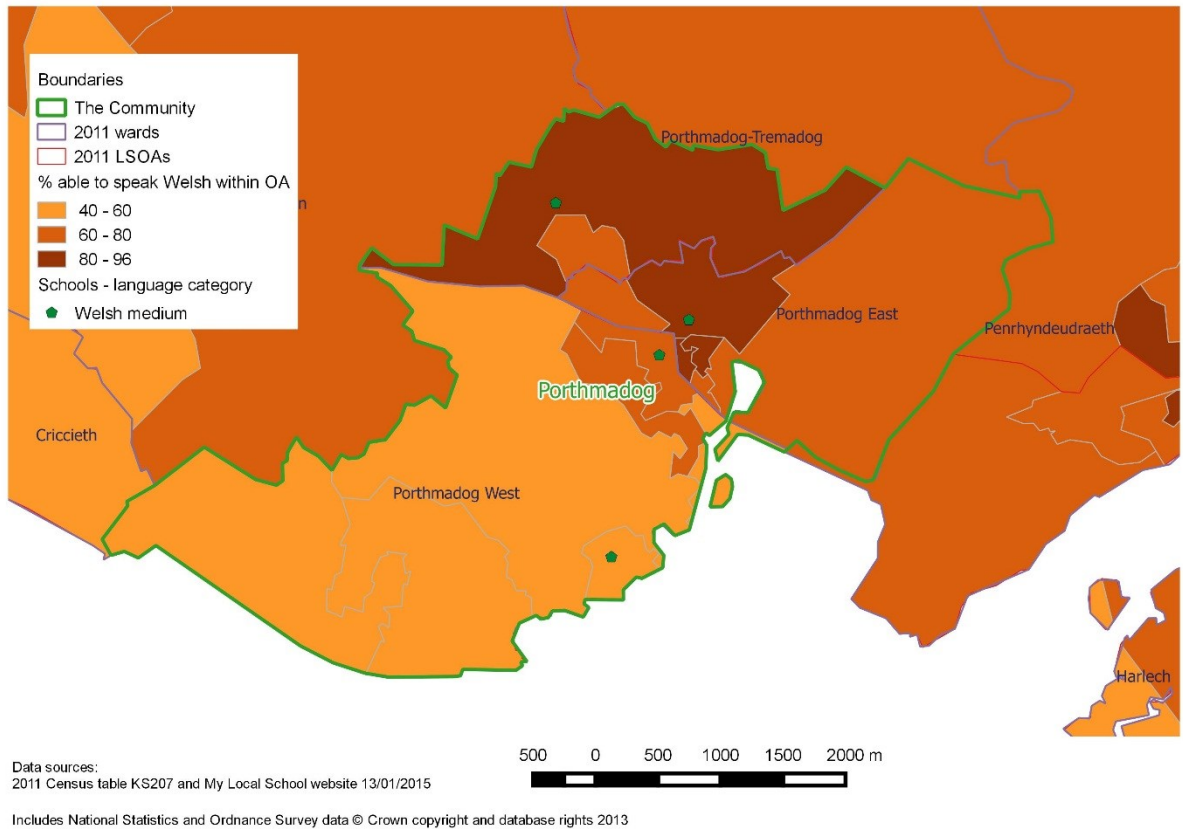 Boundaries
The Community
2011 wards
2011 LSOAs
% able to speak Welsh within OA
40 - 60
60 - 80
80 - 96
Schools - language category
Welsh medium
Porthmadog-Tremadog
Porthmadog East
Penrhyndeudraeth
Porthmadog
Criccieth
Porthmadog West
Harlech
500 0 500 1000 1500 2000 m
Data sources:
2011 Census table KS207 and My Local School website 13/01/2015
Includes National Statistics and Ordnance Survey data © Crown copyright and database rights 2013